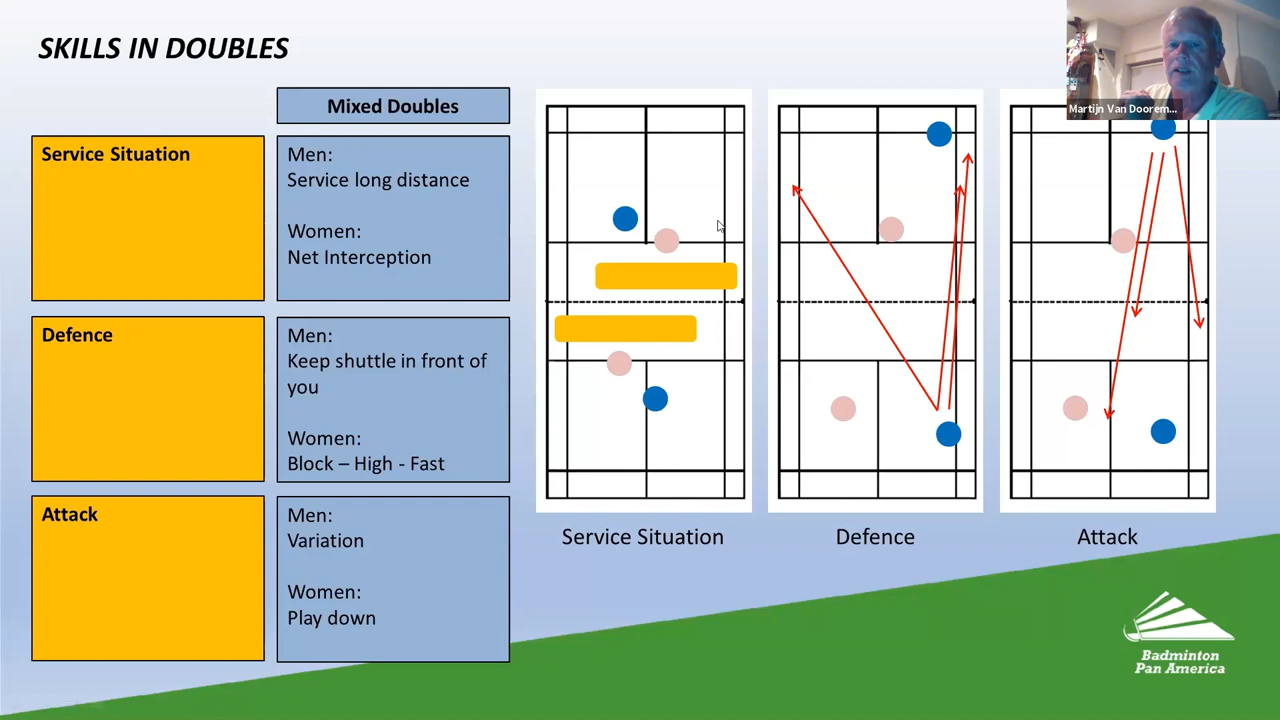 SKILLS IN DOUBLES
Martijn Van Doorem...
Mixed Doubles
Service Situation
Men:
Service long distance
Women:
Net Interception
Defence
Men:
Keep shuttle in front of
you
Women:
Block – High - Fast
Attack
Men:
Variation
Women:
Play down
Service Situation
Defence
Attack
Badminton
Pan America